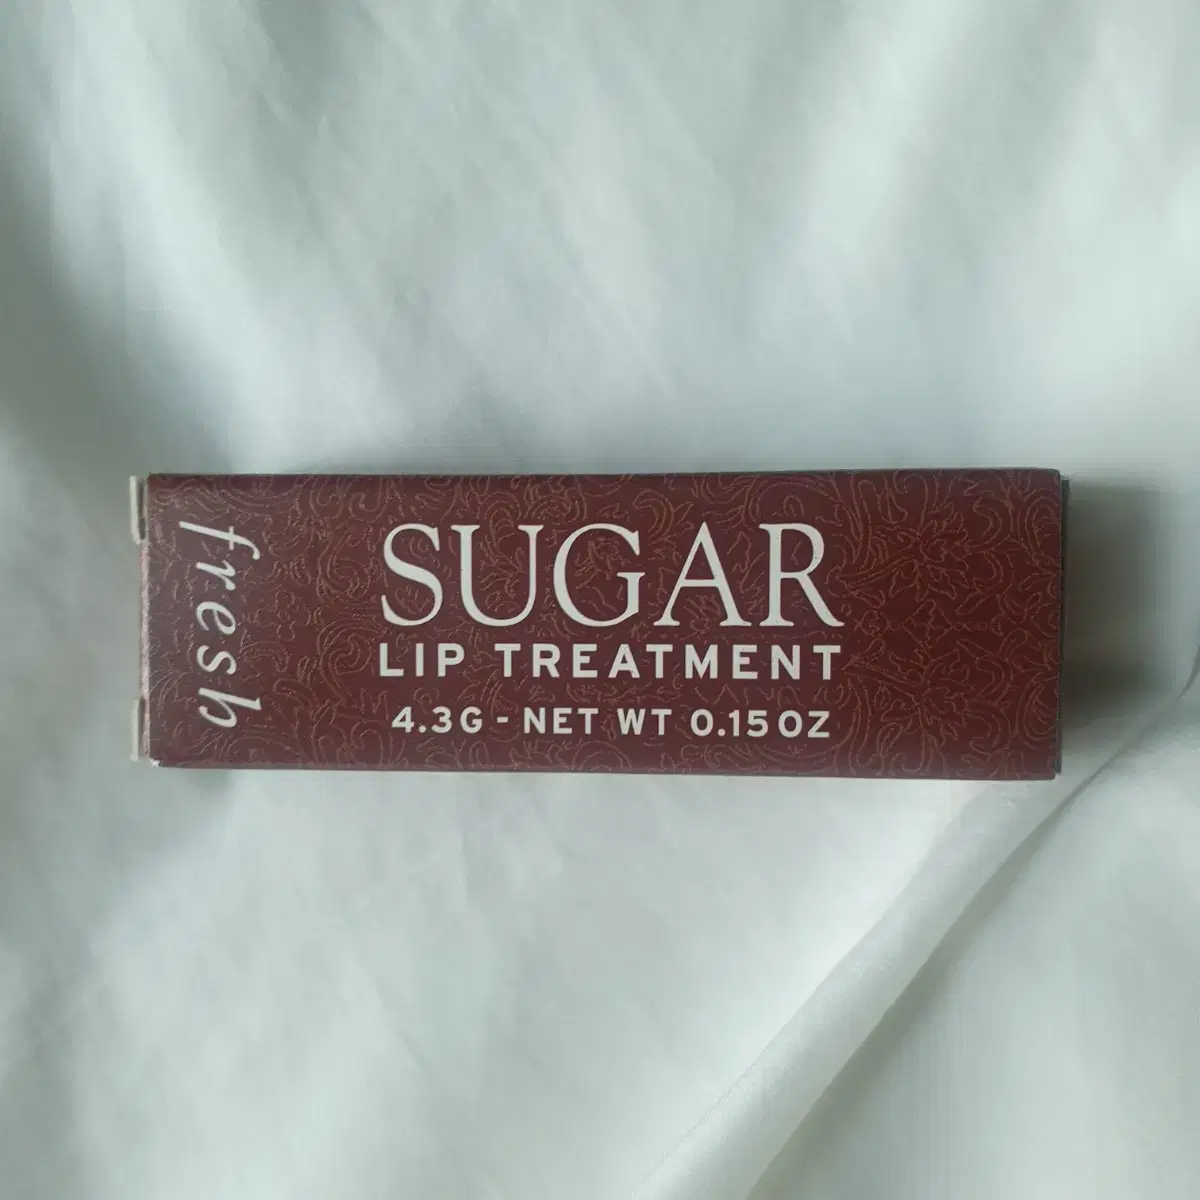 fresh
SUGAR
LIP TREATMENT
4.3G - NET WT 0.15 OZ